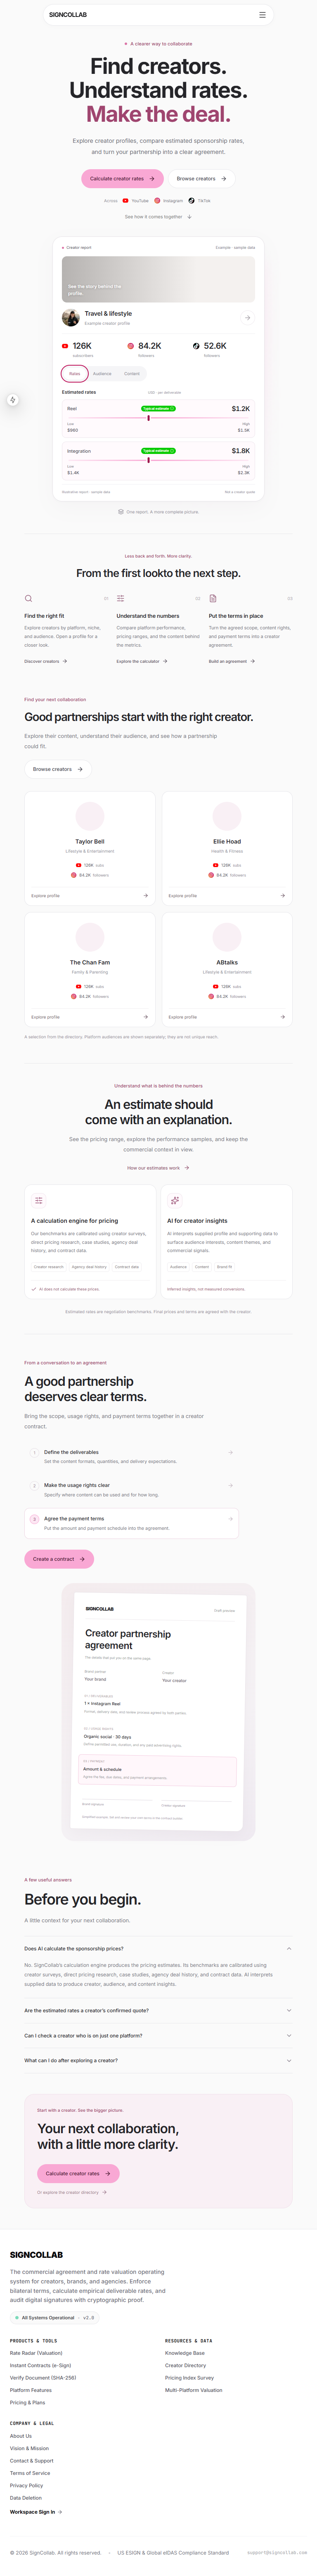 SIGNCOLLAB
A clearer way to collaborate
Find creators.
Understand rates.
Make the deal.
Explore creator profiles, compare estimated sponsorship rates,
and turn your partnership into a clear agreement.
Calculate creator rates
Browse creators
Across YouTube Instagram TikTok
See how it comes together
Creator report
Example · sample data
See the story behind the
profile.
Travel & lifestyle
Example creator profile
126K
subscribers
84.2K
followers
52.6K
followers
Rates
Audience
Content
Estimated rates
US$ · per deliverable
Reel
Typical estimate
$1.2K
Low
High
$960
$1.5K
Integration
Typical estimate
$1.8K
Low
High
$1.4K
$2.3K
Illustrative report · sample data
One report. A more complete picture.
Less back and forth. More clarity.
From the first lookto the next step.
01
Find the right fit
Explore creators by platform, niche,
and audience. Open a profile for a
closer look.
Discover creators
02
Understand the numbers
Compare platform performance,
pricing ranges, and the content behind
the metrics.
Explore the calculator
03
Put the terms in place
Turn the agreed scope, content rights,
and payment terms into a creator
agreement.
Build an agreement
Find your next collaboration
Good partnerships start with the right creator.
Explore their content, understand their audience, and see how a partnership
could fit.
Browse creators
Taylor Bell
Lifestyle & Entertainment
126K subs
84.2K followers
Explore profile
Ellie Hoad
Health & Fitness
126K subs
84.2K followers
Explore profile
The Chan Fam
Family & Parenting
126K subs
84.2K followers
Explore profile
ABtalks
Lifestyle & Entertainment
126K subs
84.2K followers
Explore profile
A selection from the directory. Platform audiences are shown separately; they are not unique reach.
Understand what is behind the numbers
An estimate should
come with an explanation.
See the pricing range, explore the performance samples, and keep the
commercial context in view.
How our estimates work
A calculation engine for pricing
Our benchmarks are calibrated using creator surveys,
direct pricing research, case studies, agency deal
history, and contract data.
Creator research
Agency deal history
Contract data
AI does not calculate these prices.
AI for creator insights
AI interprets supplied profile and supporting data to
surface audience interests, content themes, and
commercial signals.
Audience
Content
Brand fit
Inferred insights, not measured conversions.
Estimated rates are negotiation benchmarks. Final prices and terms are agreed with the creator.
From a conversation to an agreement
A good partnership
deserves clear terms.
Bring the scope, usage rights, and payment terms together in a creator
contract.
1
Define the deliverables
Set the content formats, quantities, and delivery expectations.
2
Make the usage rights clear
Specify where content can be used and for how long.
3
Agree the payment terms
Put the amount and payment schedule into the agreement.
Create a contract
SIGNCOLLAB
Creator partnership
agreement
The details that put you on the same page.
Brand partner
Your brand
Creator
Your creator
1 × Instagram Reel
Organic social · 30 days
Amount & schedule
A few useful answers
Before you begin.
A little context for your next collaboration.
Does AI calculate the sponsorship prices?
No. SignCollab's calculation engine produces the pricing estimates. Its benchmarks are calibrated using
creator surveys, direct pricing research, case studies, agency deal history, and contract data. AI interprets
supplied data to produce creator, audience, and content insights.
Are the estimated rates a creator's confirmed quote?
Can I check a creator who is on just one platform?
What can I do after exploring a creator?
Start with a creator. See the bigger picture.
Your next collaboration,
with a little more clarity.
Calculate creator rates
Or explore the creator directory
SIGNCOLLAB
The commercial agreement and rate valuation operating
system for creators, brands, and agencies. Enforce
bilateral terms, calculate empirical deliverable rates, and
audit digital signatures with cryptographic proof.
All Systems Operational · v2.0
PRODUCTS & TOOLS
Rate Radar (Valuation)
Instant Contracts (e-Sign)
Verify Document (SHA-256)
Platform Features
Pricing & Plans
RESOURCES & DATA
Knowledge Base
Creator Directory
Pricing Index Survey
Multi-Platform Valuation
COMPANY & LEGAL
About Us
Vision & Mission
Contact & Support
Terms of Service
Privacy Policy
Data Deletion
Workspace Sign In
© 2026 SignCollab. All rights reserved. · US ESIGN & Global eIDAS Compliance Standard
support@signcollab.com